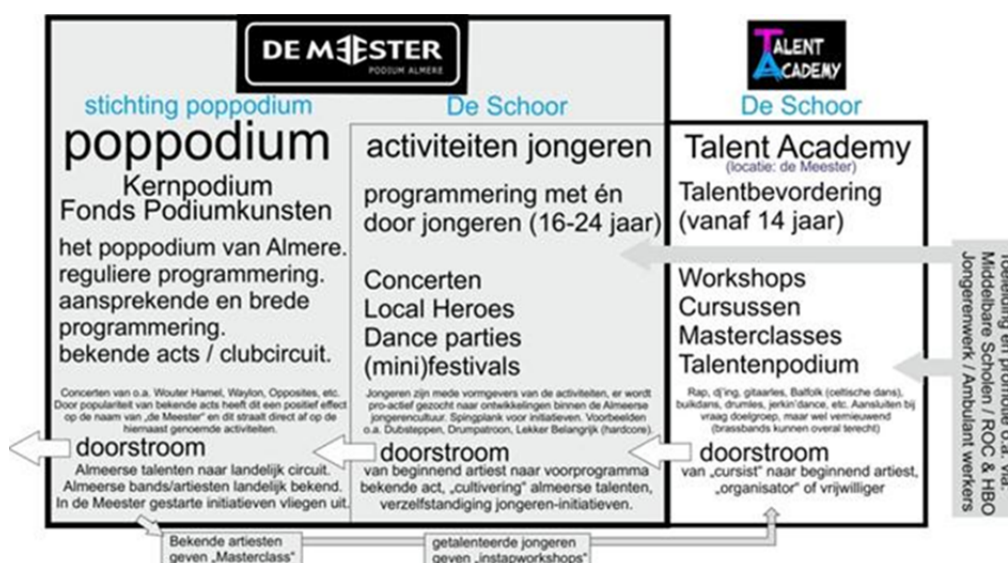 DE MEESTER
PODIUM ALMERE
TALENT
ACADEMY
stichting poppodium
poppodium
Kernpodium
Fonds Podiumkunsten
het poppodium van Almere.
reguliere programmering.
aansprekende en brede
programmering.
bekende acts / clubcircuit.
Concerten van o.a. Wouter Hamel, Waylon, Opposites, etc.
Door populariteit van bekende acts heeft dit een positief effect
op de naam van „de Meester" en dit straalt direct af op de
hiernaast genoemde activiteiten.
doorstroom
Almeerse talenten naar landelijk circuit.
Almeerse bands/artiesten landelijk bekend.
In de Meester gestarte initiatieven vliegen uit.
De Schoor
activiteiten jongeren
programmering met én
door jongeren (16-24 jaar)
Concerten
Local Heroes
Dance parties
(mini)festivals
Jongeren zijn mede vormgevers van de activiteiten, er wordt
pro-actief gezocht naar ontwikkelingen binnen de Almeerse
jongerencultuur. Spingplank voor initiatieven. Voorbeelden
o.a. Dubsteppen, Drumpatroon, Lekker Belangrijk (hardcore).
doorstroom
van beginnend artiest naar voorprogramma
bekende act, „cultivering" almeerse talenten,
verzelfstandiging jongeren-initiatieven.
De Schoor
Talent Academy
(locatie: de Meester)
Talentbevordering
(vanaf 14 jaar)
Workshops
Cursussen
Masterclasses
Talentenpodium
Rap, dj'ing, gitaarles, Balfolk (celtische dans),
buikdans, drumles, jerkin'dance, etc. Aansluiten bij
vraag doelgroep, maar wel vernieuwend
(brassbands kunnen overal terecht)
doorstroom
van „cursist" naar beginnend artiest,
„organisator" of vrijwilliger
Toeleiding en promotie o.a. via:
Middelbare Scholen / ROC & HBO
Jongerenwerk / Ambulant werkers
Bekende artiesten
geven „Masterclass"
getalenteerde jongeren
geven „instapworkshops"